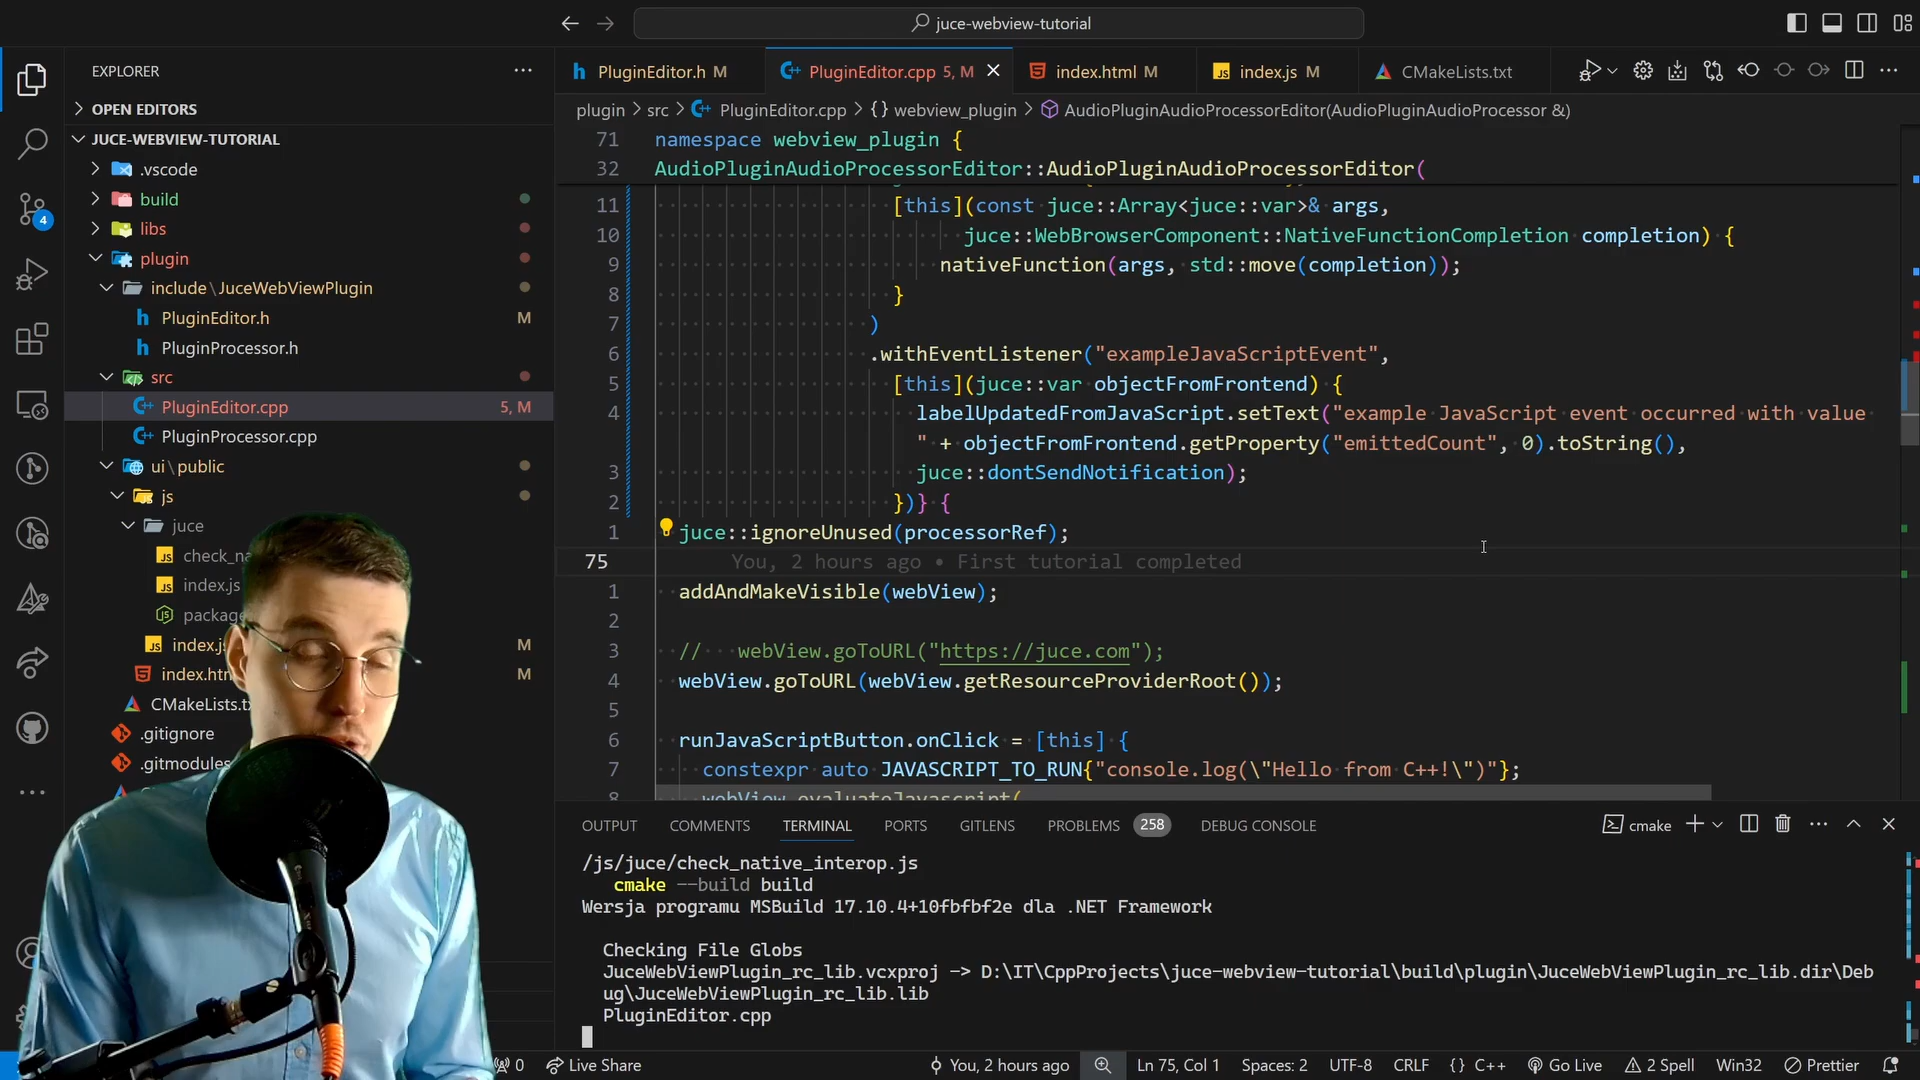 juce-webview-tutorial
EXPLORER
OPEN EDITORS
JUCE-WEBVIEW-TUTORIAL
.vscode
build
libs
plugin
include\JuceWebViewPlugin
PluginEditor.h M
PluginProcessor.h
src
PluginEditor.cpp 5, M
PluginProcessor.cpp
ui\public
js
juce
index.js
M
M
.gitignore
4
PluginEditor.h M
PluginEditor.cpp 5, M
index.html M
index.js M
CMakeLists.txt
plugin > src > PluginEditor.cpp > {} webview_plugin > AudioPluginAudioProcessorEditor(AudioPluginAudioProcessor &)
71 namespace webview_plugin {
32 AudioPluginAudioProcessorEditor::AudioPluginAudioProcessorEditor(
11 [this](const juce::Array<juce::var>& args,
10 juce::WebBrowserComponent::NativeFunctionCompletion completion) {
9 nativeFunction(args, std::move(completion));
8 }
7 )
6 .withEventListener("exampleJavaScriptEvent",
5 [this](juce::var objectFromFrontend) {
4 labelUpdatedFromJavaScript.setText("example JavaScript event occurred with value
" + objectFromFrontend.getProperty("emittedCount", 0).toString(),
3 juce::dontSendNotification);
2 })} {
1 juce::ignoreUnused(processorRef);
75 You, 2 hours ago • First tutorial completed
1 addAndMakeVisible(webView);
2
3 // webView.goToURL("https://juce.com");
4 webView.goToURL(webView.getResourceProviderRoot());
5
6 runJavaScriptButton.onClick = [this] {
7 constexpr auto JAVASCRIPT_TO_RUN{"console.log(\"Hello from C++!\")"};
8 webView.evaluateJavascript(
OUTPUT COMMENTS TERMINAL PORTS GITLENS PROBLEMS 258 DEBUG CONSOLE
cmake
/js/juce/check_native_interop.js
cmake --build build
Wersja programu MSBuild 17.10.4+10fbfbf2e dla .NET Framework
Checking File Globs
JuceWebViewPlugin_rc_lib.vcxproj -> D:\IT\CppProjects\juce-webview-tutorial\build\plugin\JuceWebViewPlugin_rc_lib.dir\Deb
ug\JuceWebViewPlugin_rc_lib.lib
PluginEditor.cpp
0 Live Share You, 2 hours ago Ln 75, Col 1 Spaces: 2 UTF-8 CRLF {} C++ Go Live 2 Spell Win32 Prettier